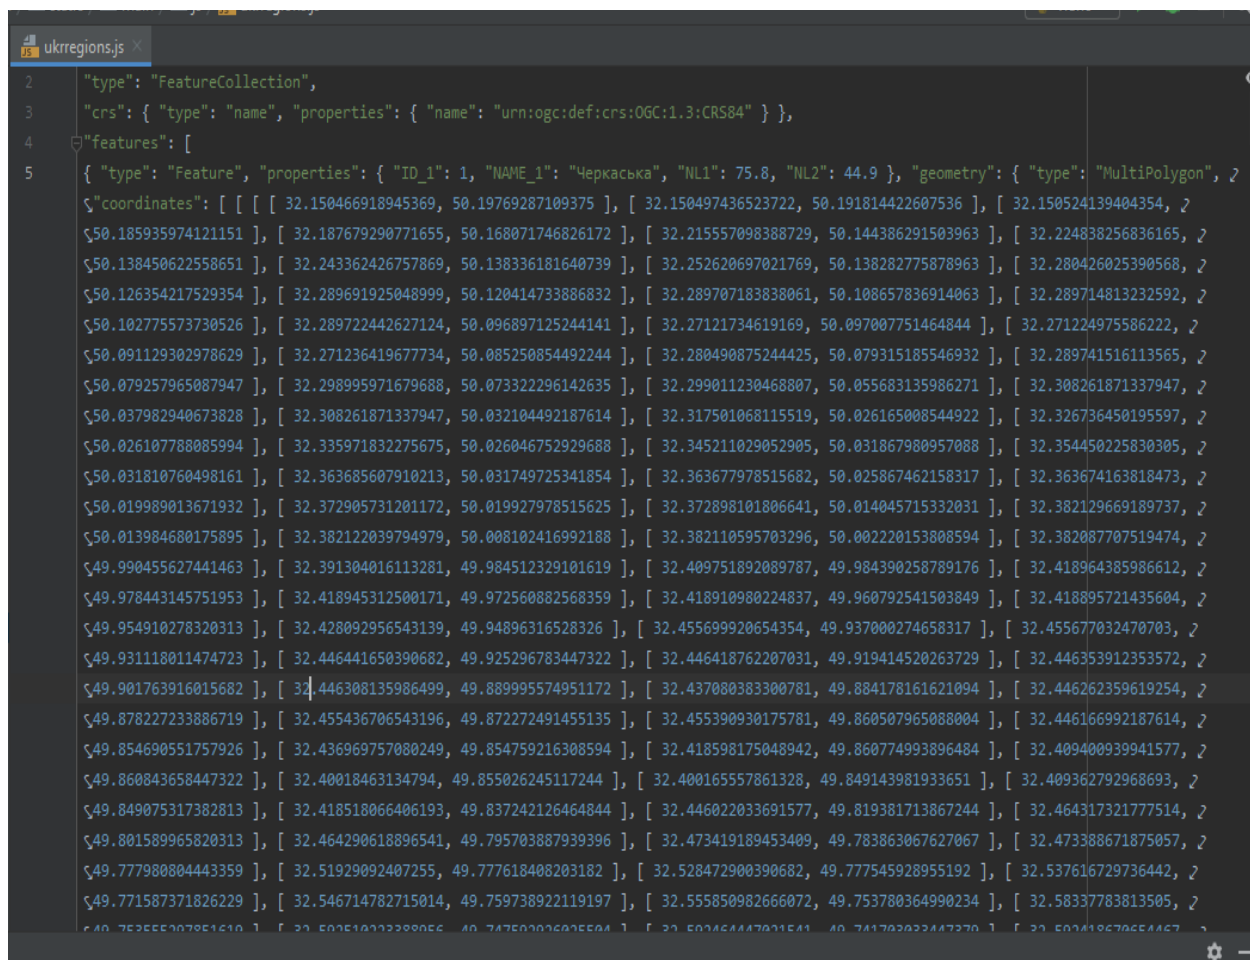 ukrregions.js
2 "type": "FeatureCollection",
3 "crs": { "type": "name", "properties": { "name": "urn:ogc:def:crs:OGC:1.3:CRS84" } },
4 "features": [
5 { "type": "Feature", "properties": { "ID_1": 1, "NAME_1": "Черкаська", "NL1": 75.8, "NL2": 44.9 }, "geometry": { "type": "MultiPolygon",
"coordinates": [ [ [ [ 32.150466918945369, 50.19769287109375 ], [ 32.150497436523722, 50.191814422607536 ], [ 32.150524139404354,
50.185935974121151 ], [ 32.187679290771655, 50.168071746826172 ], [ 32.215557098388729, 50.144386291503963 ], [ 32.224838256836165,
50.138450622558651 ], [ 32.243362426757869, 50.138336181640739 ], [ 32.252620697021769, 50.138282775878963 ], [ 32.280426025390568,
50.126354217529354 ], [ 32.289691925048999, 50.120414733886832 ], [ 32.289707183838061, 50.108657836914063 ], [ 32.289714813232592,
50.102775573730526 ], [ 32.289722442627124, 50.096897125244141 ], [ 32.27121734619169, 50.097007751464844 ], [ 32.271224975586222,
50.091129302978629 ], [ 32.271236419677734, 50.085250854492244 ], [ 32.280490875244425, 50.079315185546932 ], [ 32.289741516113565,
50.079257965087947 ], [ 32.298995971679688, 50.073322296142635 ], [ 32.299011230468807, 50.055683135986271 ], [ 32.308261871337947,
50.037982940673828 ], [ 32.308261871337947, 50.032104492187614 ], [ 32.317501068115519, 50.026165008544922 ], [ 32.326736450195597,
50.026107788085994 ], [ 32.335971832275675, 50.026046752929688 ], [ 32.345211029052905, 50.031867980957088 ], [ 32.354450225830305,
50.031810760498161 ], [ 32.363685607910213, 50.031749725341854 ], [ 32.363677978515682, 50.025867462158317 ], [ 32.363674163818473,
50.019989013671932 ], [ 32.372905731201172, 50.019927978515625 ], [ 32.372898101806641, 50.014045715332031 ], [ 32.382129669189737,
50.013984680175895 ], [ 32.382122039794979, 50.008102416992188 ], [ 32.382110595703296, 50.002220153808594 ], [ 32.382087707519474,
49.990455627441463 ], [ 32.391304016113281, 49.984512329101619 ], [ 32.409751892089787, 49.984390258789176 ], [ 32.418964385986612,
49.978443145751953 ], [ 32.418945312500171, 49.972560882568359 ], [ 32.418910980224837, 49.960792541503849 ], [ 32.418895721435604,
49.954910278320313 ], [ 32.428092956543139, 49.94896316528326 ], [ 32.455699920654354, 49.937000274658317 ], [ 32.455677032470703,
49.931118011474723 ], [ 32.446441650390682, 49.925296783447322 ], [ 32.446418762207031, 49.919414520263729 ], [ 32.446353912353572,
49.901763916015682 ], [ 32.446308135986499, 49.889995574951172 ], [ 32.437080383300781, 49.884178161621094 ], [ 32.446262359619254,
49.878227233886719 ], [ 32.455436706543196, 49.872272491455135 ], [ 32.455390930175781, 49.860507965088004 ], [ 32.446166992187614,
49.854690551757926 ], [ 32.436969757080249, 49.854759216308594 ], [ 32.418598175048942, 49.860774993896484 ], [ 32.409400939941577,
49.860843658447322 ], [ 32.40018463134794, 49.855026245117244 ], [ 32.400165557861328, 49.849143981933651 ], [ 32.409362792968693,
49.849075317382813 ], [ 32.418518066406193, 49.837242126464844 ], [ 32.446022033691577, 49.819381713867244 ], [ 32.464317321777514,
49.801589965820313 ], [ 32.464290618896541, 49.795703887939396 ], [ 32.473419189453409, 49.783863067627067 ], [ 32.473388671875057,
49.777980804443359 ], [ 32.51929092407255, 49.777618408203182 ], [ 32.528472900390682, 49.777545928955192 ], [ 32.537616729736442,
49.771587371826229 ], [ 32.546714782715014, 49.759738922119197 ], [ 32.555850982666072, 49.753780364990234 ], [ 32.58337783813505,